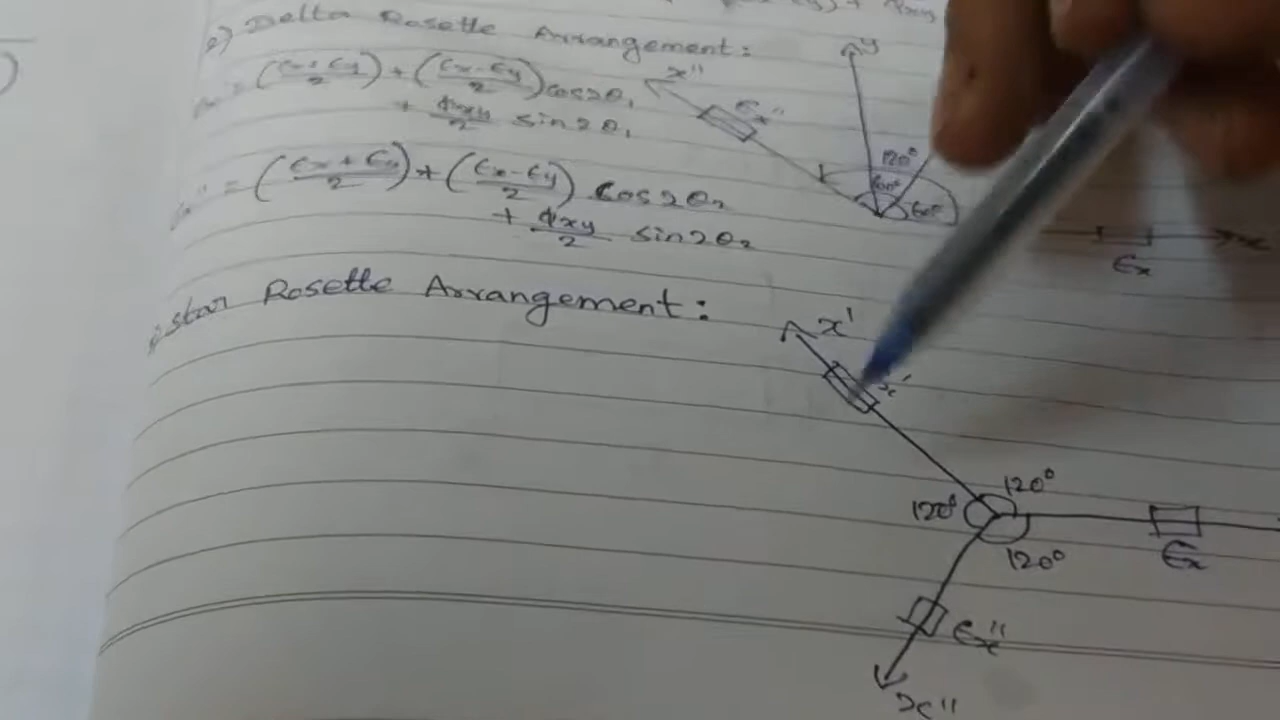 2) Delta Rosette Arrangement:
= (εx + εy / 2) + (εx - εy / 2) cos2θ₁
+ ϕxy / 2 sin2θ₁
= (εx + εy / 2) + (εx - εy / 2) cos2θ₂
+ ϕxy / 2 sin2θ₂
star Rosette Arrangement:
y
x"
εx"
120°
60°
60°
εx
x
x'
x'
120°
120°
120°
εx
εx"
x"